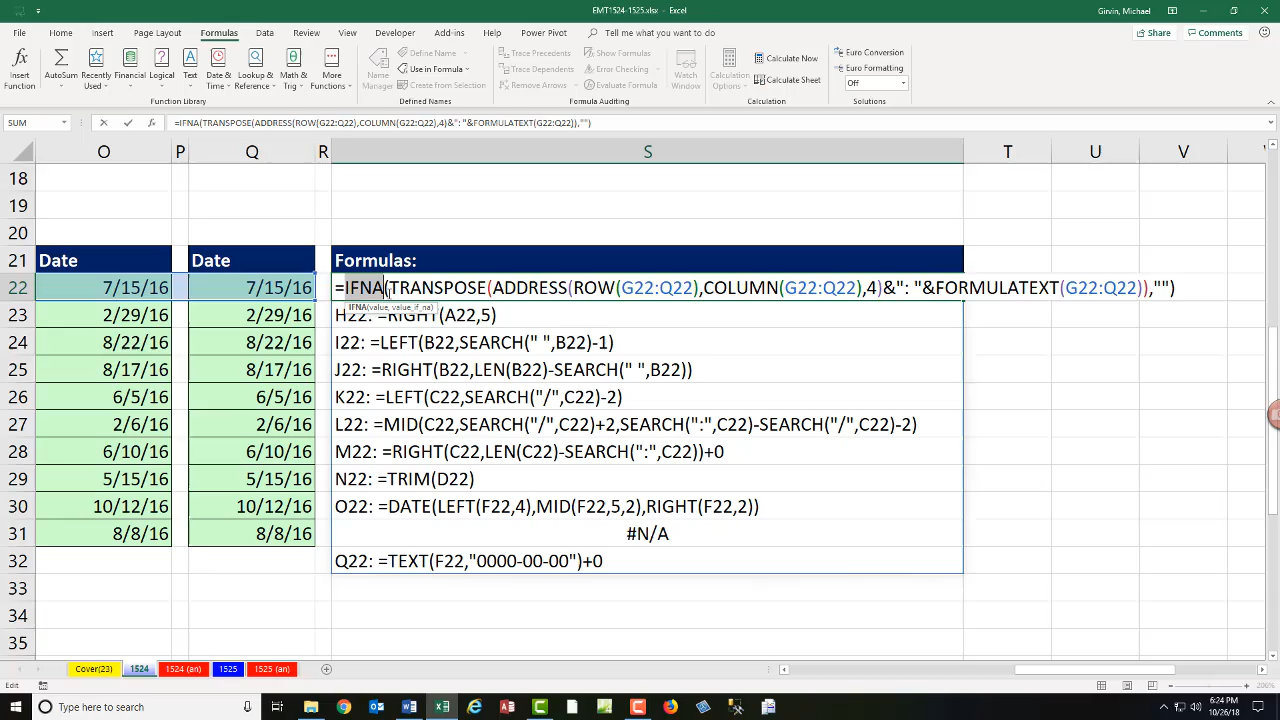 EMT1524-1525.xlsx - Excel
Girvin, Michael
File Home Insert Page Layout Formulas Data Review View Developer Add-ins Help Power Pivot Tell me what you want to do Share Comments
Insert Function
AutoSum
Recently Used
Financial
Logical
Text
Date & Time
Lookup & Reference
Math & Trig
More Functions
Function Library
Name Manager
Define Name
Use in Formula
Create from Selection
Defined Names
Trace Precedents
Trace Dependents
Remove Arrows
Show Formulas
Error Checking
Evaluate Formula
Formula Auditing
Watch Window
Calculation Options
Calculate Now
Calculate Sheet
Calculation
Euro Conversion
Euro Formatting
Off
Solutions
SUM =IFNA(TRANSPOSE(ADDRESS(ROW(G22:Q22),COLUMN(G22:Q22),4)&": "&FORMULATEXT(G22:Q22)),"")
O P Q R S T U V
18
19
20
21 Date Date Formulas:
22 7/15/16 7/15/16 =IFNA(TRANSPOSE(ADDRESS(ROW(G22:Q22),COLUMN(G22:Q22),4)&": "&FORMULATEXT(G22:Q22)),"")
IFNA(value, value_if_na)
23 2/29/16 2/29/16 H22: =RIGHT(A22,5)
24 8/22/16 8/22/16 I22: =LEFT(B22,SEARCH(" ",B22)-1)
25 8/17/16 8/17/16 J22: =RIGHT(B22,LEN(B22)-SEARCH(" ",B22))
26 6/5/16 6/5/16 K22: =LEFT(C22,SEARCH("/",C22)-2)
27 2/6/16 2/6/16 L22: =MID(C22,SEARCH("/",C22)+2,SEARCH(":",C22)-SEARCH("/",C22)-2)
28 6/10/16 6/10/16 M22: =RIGHT(C22,LEN(C22)-SEARCH(":",C22))+0
29 5/15/16 5/15/16 N22: =TRIM(D22)
30 10/12/16 10/12/16 O22: =DATE(LEFT(F22,4),MID(F22,5,2),RIGHT(F22,2))
31 8/8/16 8/8/16 #N/A
32 Q22: =TEXT(F22,"0000-00-00")+0
33
34
35
Cover(23) 1524 1524 (an) 1525 1525 (an)
Edit
200%
Type here to search
6:24 PM
10/26/18